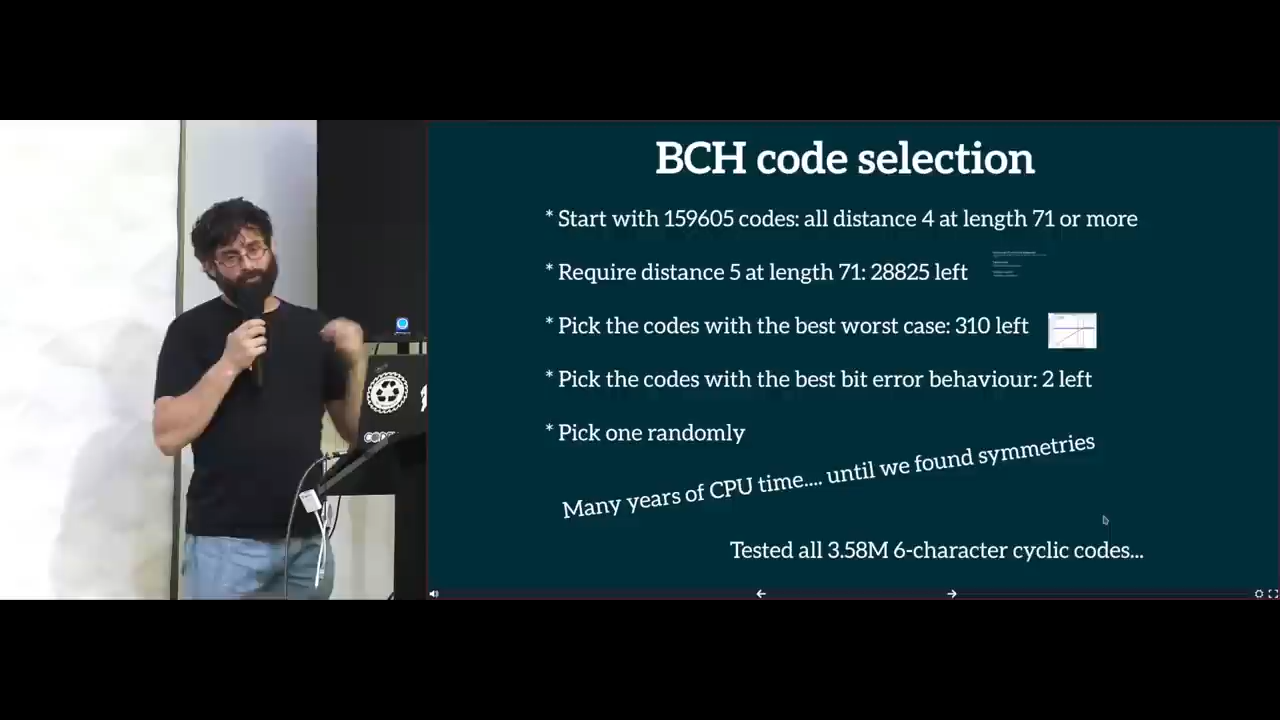 BCH code selection
* Start with 159605 codes: all distance 4 at length 71 or more
* Require distance 5 at length 71: 28825 left
* Pick the codes with the best worst case: 310 left
* Pick the codes with the best bit error behaviour: 2 left
* Pick one randomly
Many years of CPU time.... until we found symmetries
Tested all 3.58M 6-character cyclic codes...